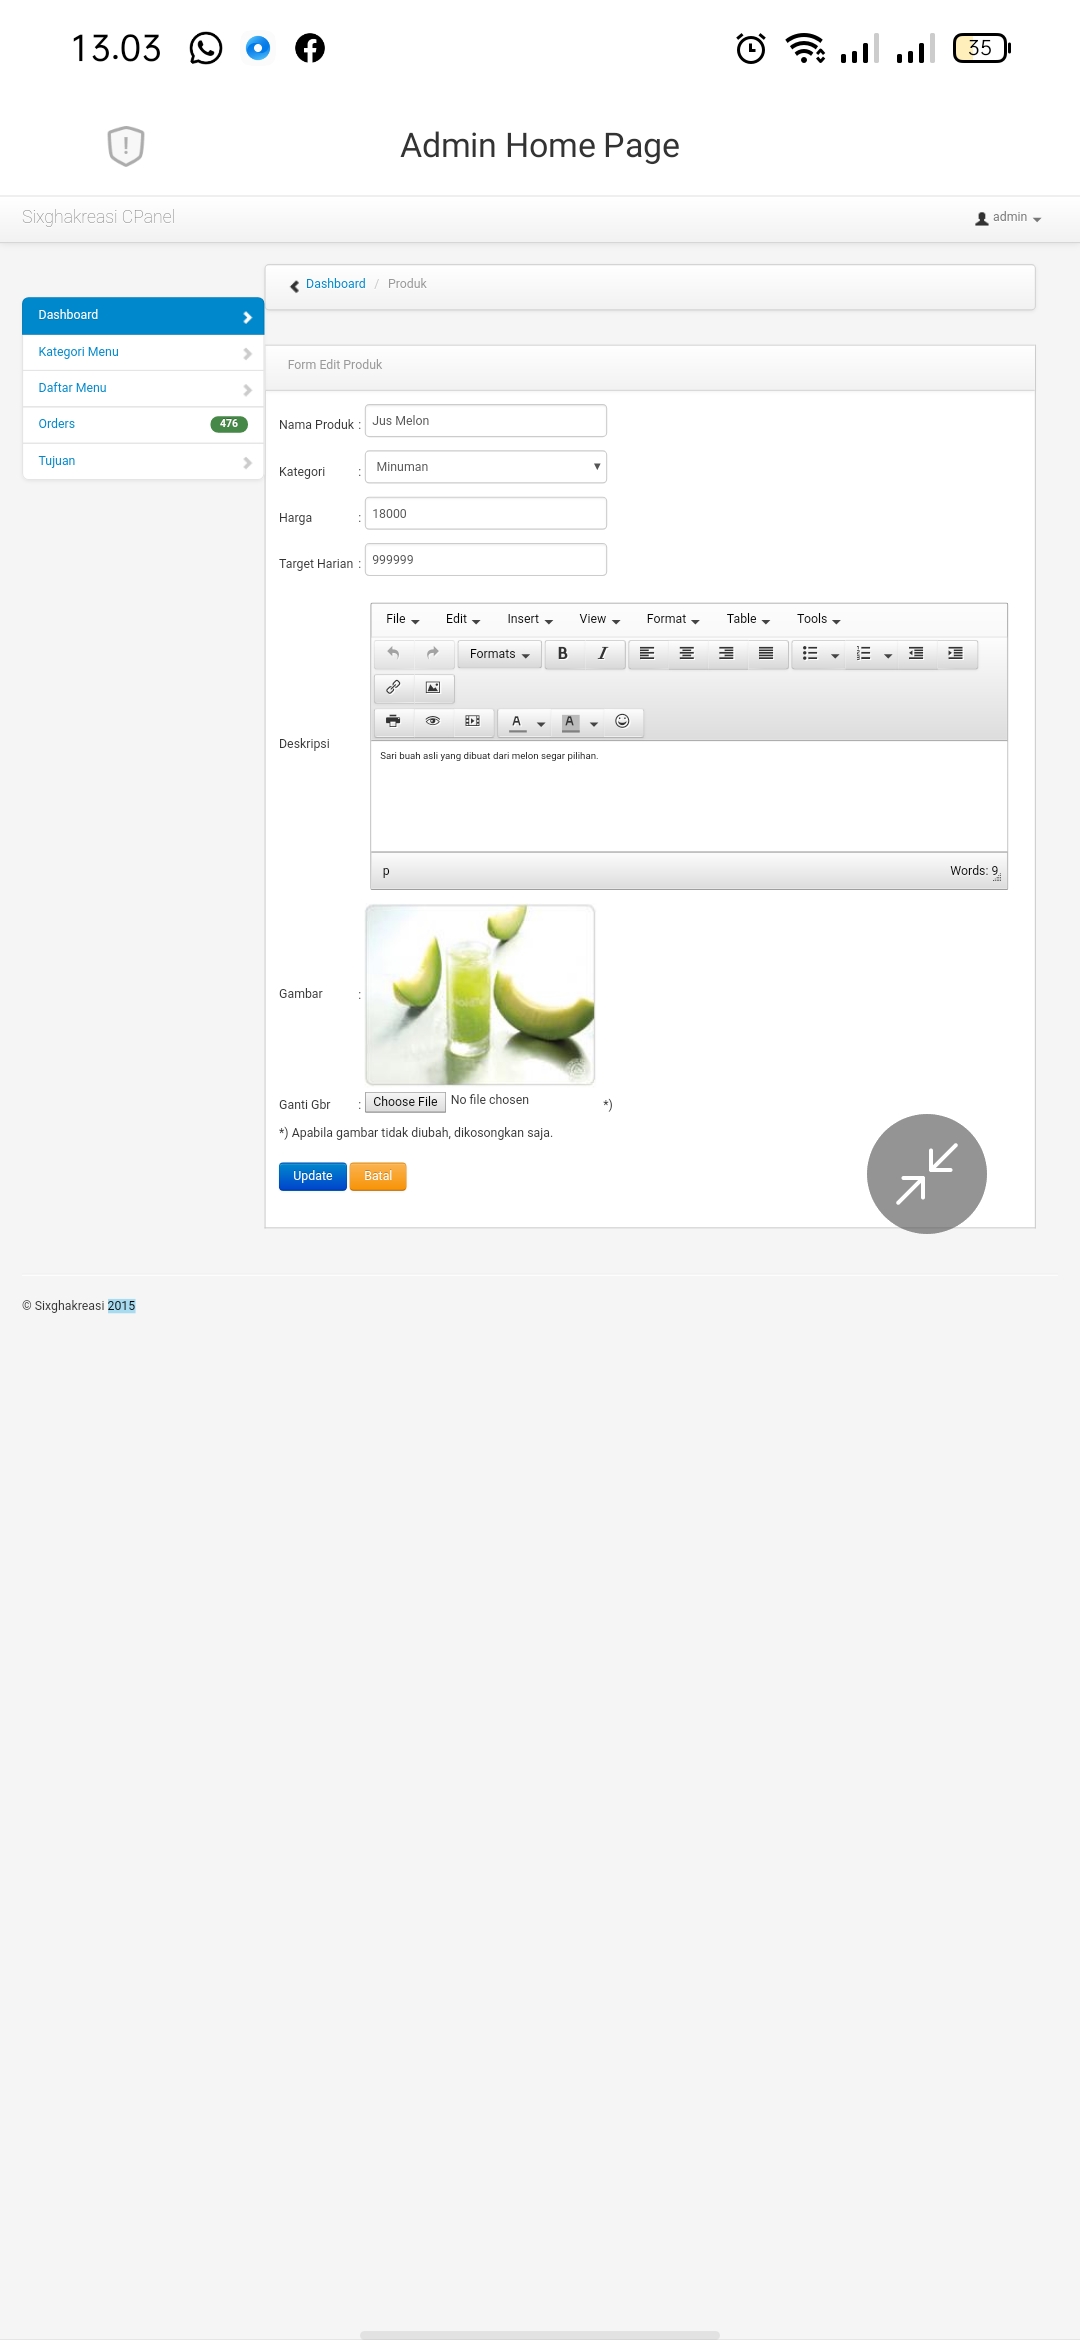 13.03
35
Admin Home Page
Sixghakreasi CPanel
admin
Dashboard / Produk
Dashboard
Kategori Menu
Daftar Menu
Orders 476
Tujuan
Form Edit Produk
Nama Produk : Jus Melon
Kategori : Minuman
Harga : 18000
Target Harian : 999999
File Edit Insert View Format Table Tools
Formats B I
A A
Deskripsi
Sari buah asli yang dibuat dari melon segar pilihan.
p Words: 9
Gambar :
Ganti Gbr : Choose File No file chosen *)
*) Apabila gambar tidak diubah, dikosongkan saja.
Update Batal
© Sixghakreasi 2015